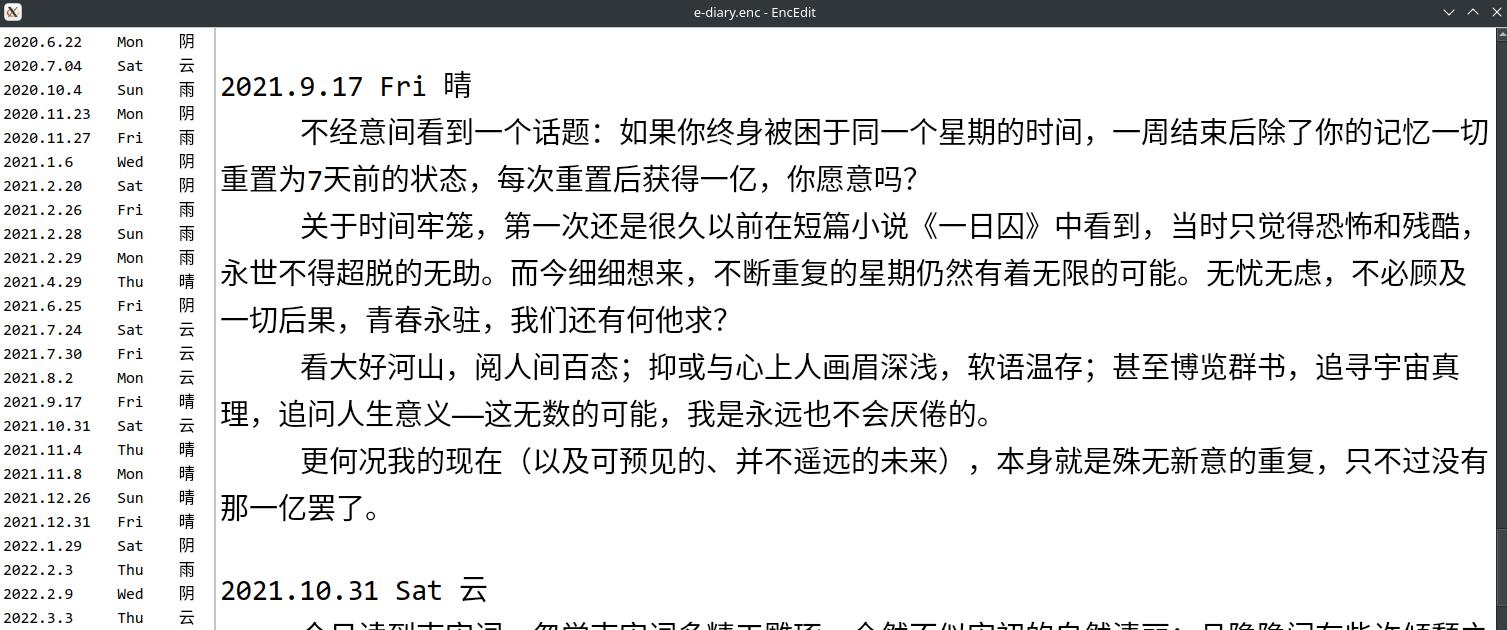 e-diary.enc - EncEdit
2020.6.22 Mon 阴
2020.7.04 Sat 云
2020.10.4 Sun 雨
2020.11.23 Mon 阴
2020.11.27 Fri 雨
2021.1.6 Wed 阴
2021.2.20 Sat 阴
2021.2.26 Fri 雨
2021.2.28 Sun 雨
2021.2.29 Mon 雨
2021.4.29 Thu 晴
2021.6.25 Fri 阴
2021.7.24 Sat 云
2021.7.30 Fri 云
2021.8.2 Mon 云
2021.9.17 Fri 晴
2021.10.31 Sat 云
2021.11.4 Thu 晴
2021.11.8 Mon 晴
2021.12.26 Sun 晴
2021.12.31 Fri 晴
2022.1.29 Sat 阴
2022.2.3 Thu 雨
2022.2.9 Wed 阴
2022.3.3 Thu 云
2021.9.17 Fri 晴
不经意间看到一个话题：如果你终身被困于同一个星期的时间，一周结束后除了你的记忆一切
重置为7天前的状态，每次重置后获得一亿，你愿意吗？
关于时间牢笼，第一次还是很久以前在短篇小说《一日囚》中看到，当时只觉得恐怖和残酷，
永世不得超脱的无助。而今细细想来，不断重复的星期仍然有着无限的可能。无忧无虑，不必顾及
一切后果，青春永驻，我们还有何他求？
看大好河山，阅人间百态；抑或与心上人画眉深浅，软语温存；甚至博览群书，追寻宇宙真
理，追问人生意义——这无数的可能，我是永远也不会厌倦的。
更何况我的现在（以及可预见的、并不遥远的未来），本身就是殊无新意的重复，只不过没有
那一亿罢了。
2021.10.31 Sat 云